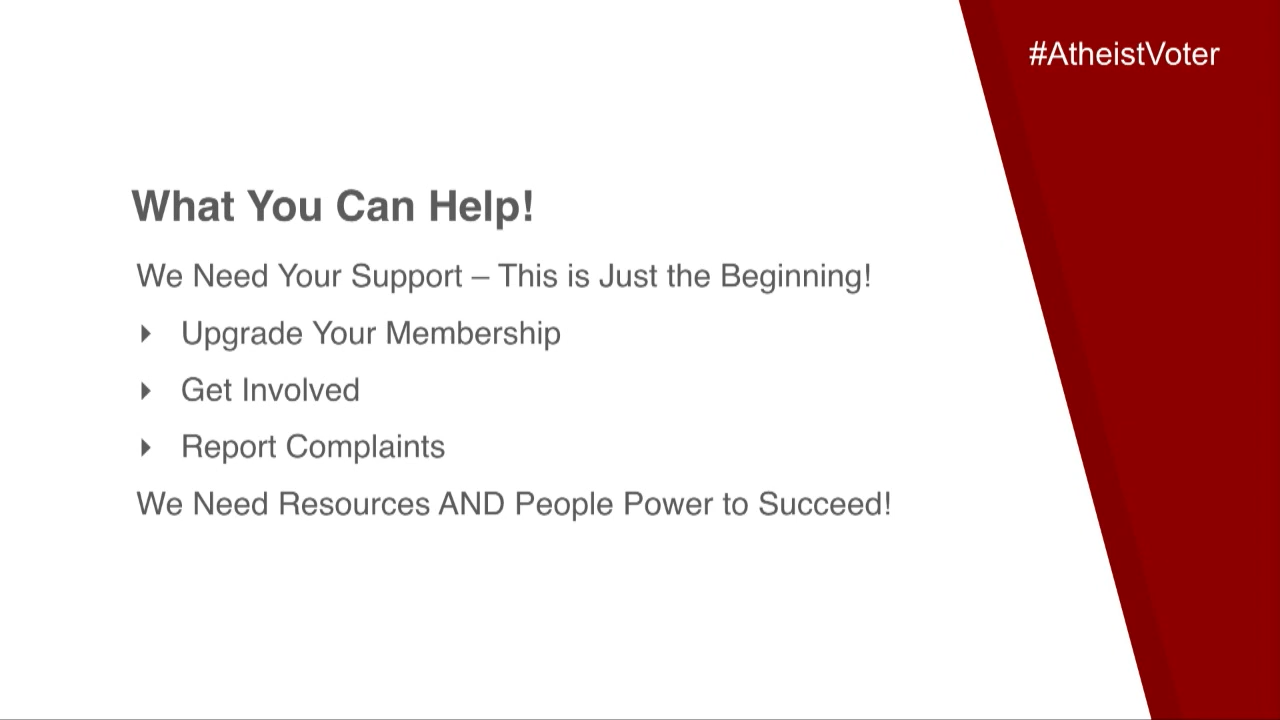 #AtheistVoter
What You Can Help!
We Need Your Support – This is Just the Beginning!
Upgrade Your Membership
Get Involved
Report Complaints
We Need Resources AND People Power to Succeed!